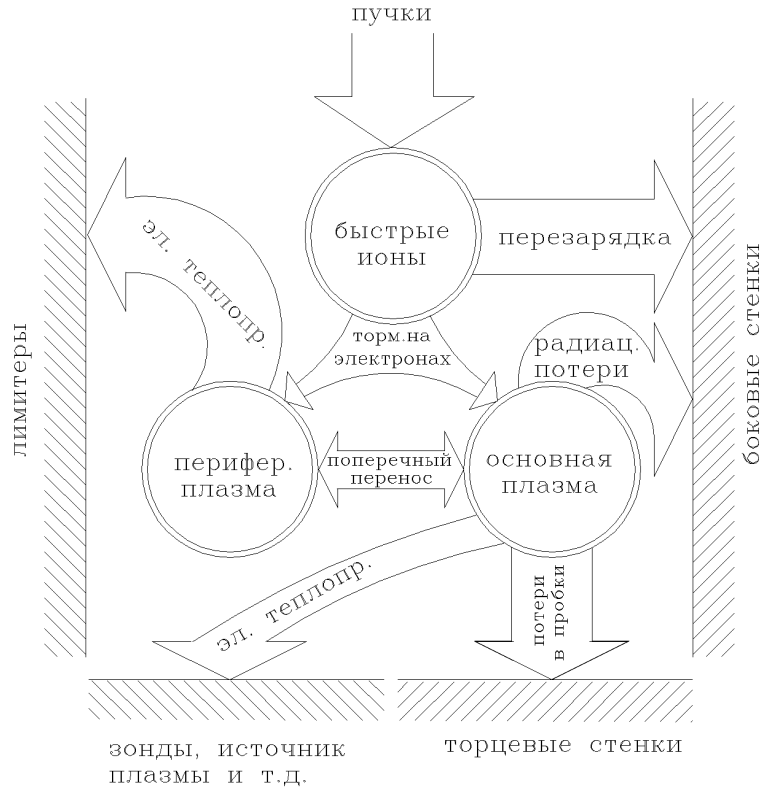 пучки
быстрые
ионы
перезарядка
эл. теплопр.
торм.на
электронах
радиац.
потери
лимитеры
боковые стенки
перифер.
плазма
поперечный
перенос
основная
плазма
эл. теплопр.
потери
в пробки
зонды, источник
плазмы и т.д.
торцевые стенки